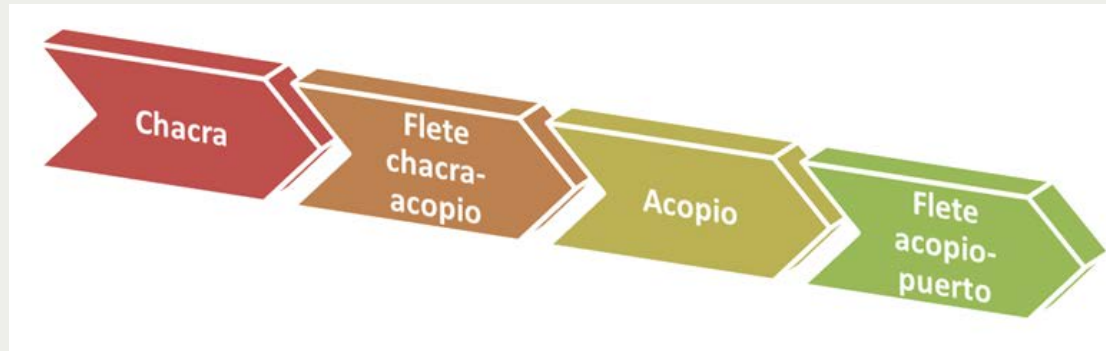 Chacra
Flete
chacra-
acopio
Acopio
Flete
acopio-
puerto